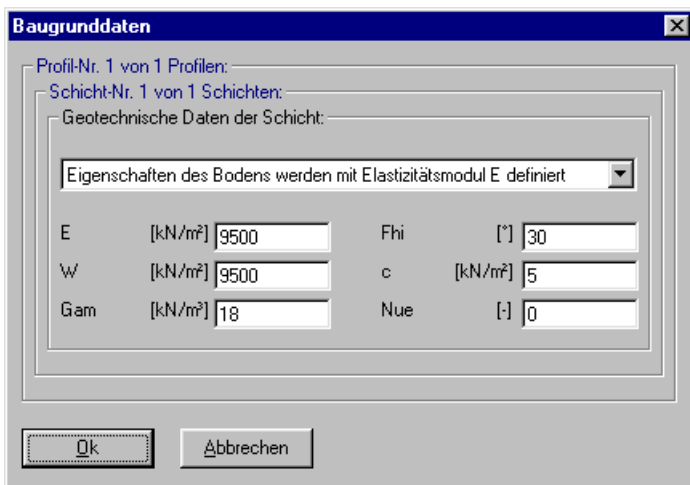 Baugrunddaten
Profil-Nr. 1 von 1 Profilen:
Schicht-Nr. 1 von 1 Schichten:
Geotechnische Daten der Schicht:
Eigenschaften des Bodens werden mit Elastizitätsmodul E definiert
E [kN/m²] 9500 Fhi [°] 30
W [kN/m²] 9500 c [kN/m²] 5
Gam [kN/m³] 18 Nue [-] 0
Ok Abbrechen